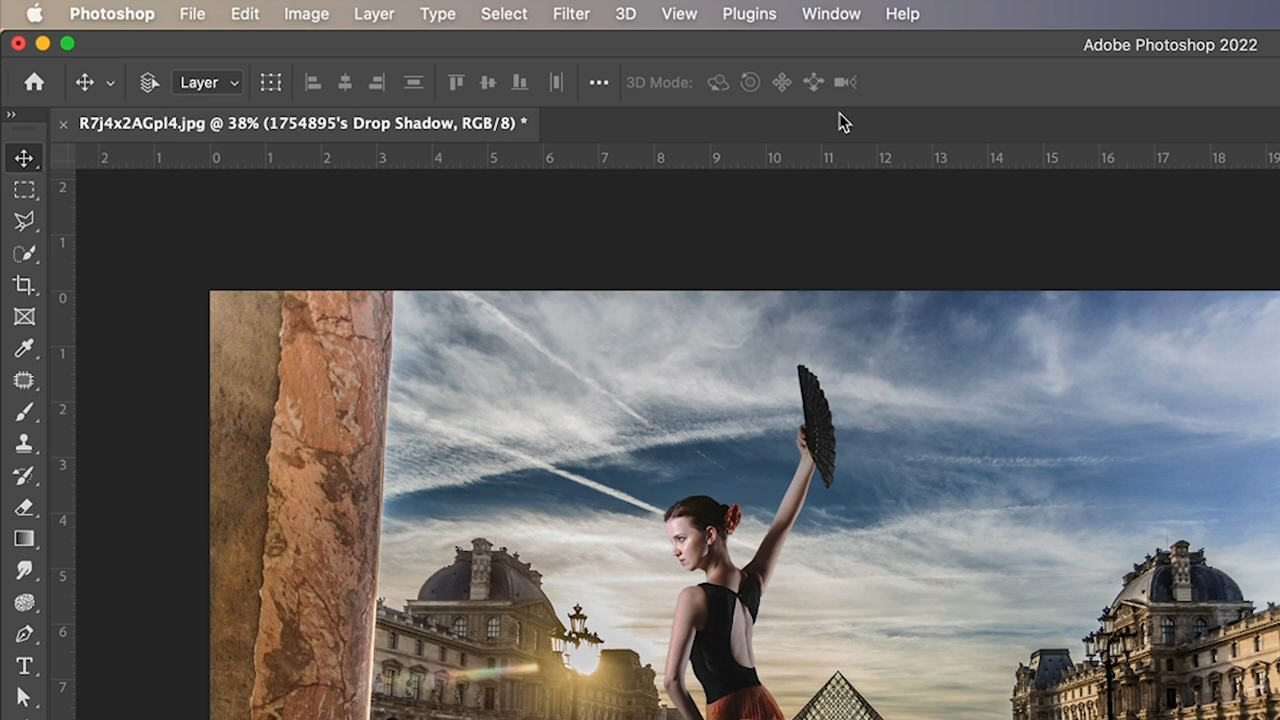 Photoshop File Edit Image Layer Type Select Filter 3D View Plugins Window Help
Adobe Photoshop 2022
Layer 3D Mode:
R7j4x2AGpl4.jpg @ 38% (1754895's Drop Shadow, RGB/8) *
2 1 0 1 2 3 4 5 6 7 8 9 10 11 12 13 14 15 16 17 18 19
2
1
0
1
2
3
4
5
6
7